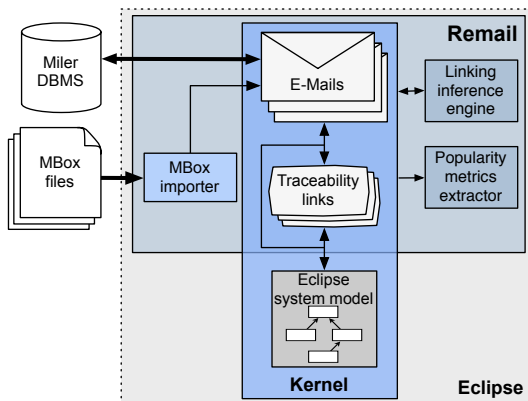 Remail
Miler
DBMS
E-Mails
Linking
inference
engine
MBox
files
MBox
importer
Traceability
links
Popularity
metrics
extractor
Eclipse
system model
Kernel
Eclipse